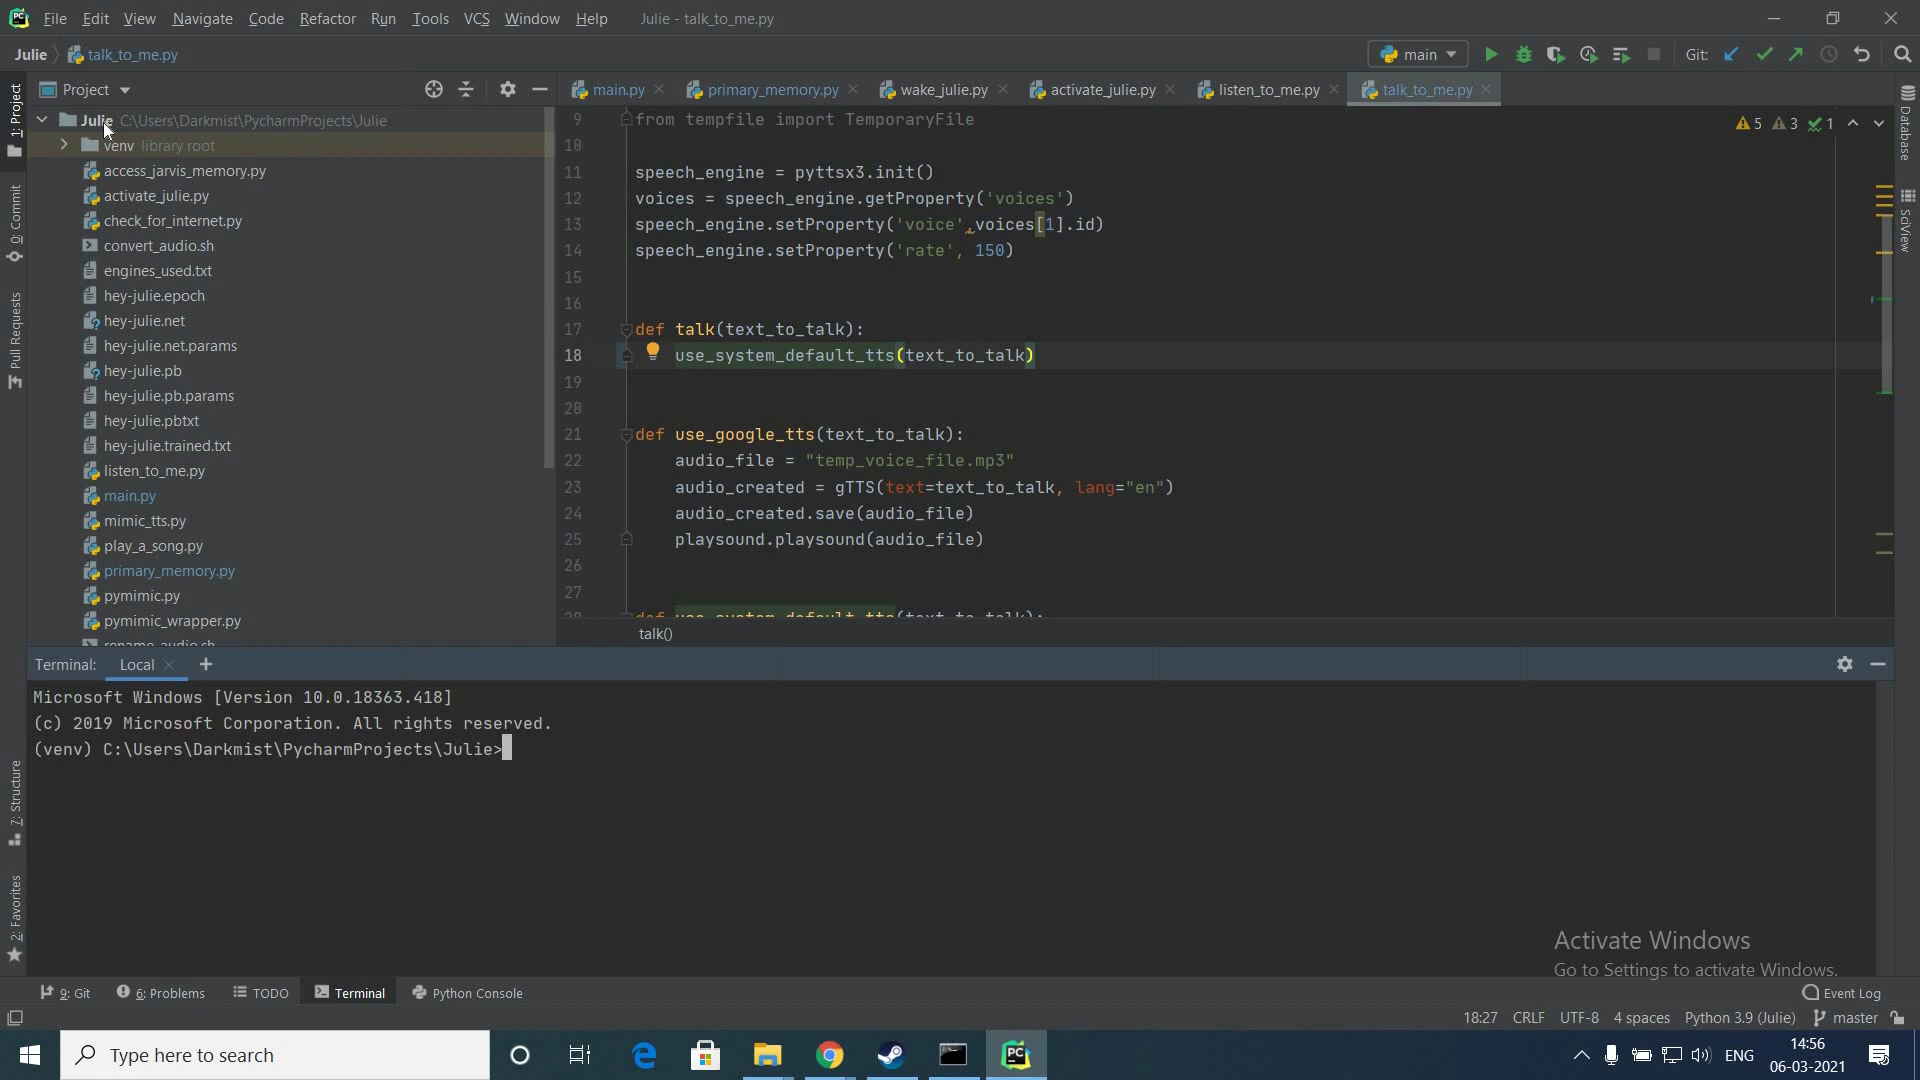 File Edit View Navigate Code Refactor Run Tools VCS Window Help Julie - talk_to_me.py
Julie talk_to_me.py main Git:
Project main.py primary_memory.py wake_julie.py activate_julie.py listen_to_me.py talk_to_me.py
1: Project
0: Commit
Pull Requests
7: Structure
2: Favorites
Julie C:\Users\Darkmist\PycharmProjects\Julie
venv library root
access_jarvis_memory.py
activate_julie.py
check_for_internet.py
convert_audio.sh
engines_used.txt
hey-julie.epoch
hey-julie.net
hey-julie.net.params
hey-julie.pb
hey-julie.pb.params
hey-julie.pbtxt
hey-julie.trained.txt
listen_to_me.py
main.py
mimic_tts.py
play_a_song.py
primary_memory.py
pymimic.py
pymimic_wrapper.py
rename_audio.sh
9 from tempfile import TemporaryFile
10
11 speech_engine = pyttsx3.init()
12 voices = speech_engine.getProperty('voices')
13 speech_engine.setProperty('voice',voices[1].id)
14 speech_engine.setProperty('rate', 150)
15
16
17 def talk(text_to_talk):
18 use_system_default_tts(text_to_talk)
19
20
21 def use_google_tts(text_to_talk):
22 audio_file = "temp_voice_file.mp3"
23 audio_created = gTTS(text=text_to_talk, lang="en")
24 audio_created.save(audio_file)
25 playsound.playsound(audio_file)
26
27
28 def use_system_default_tts(text_to_talk):
talk()
5 3 1
Database
SciView
Terminal: Local +
Microsoft Windows [Version 10.0.18363.418]
(c) 2019 Microsoft Corporation. All rights reserved.
(venv) C:\Users\Darkmist\PycharmProjects\Julie>
Activate Windows
Go to Settings to activate Windows.
9: Git 6: Problems TODO Terminal Python Console Event Log
18:27 CRLF UTF-8 4 spaces Python 3.9 (Julie) master
Type here to search
PC
ENG
14:56
06-03-2021